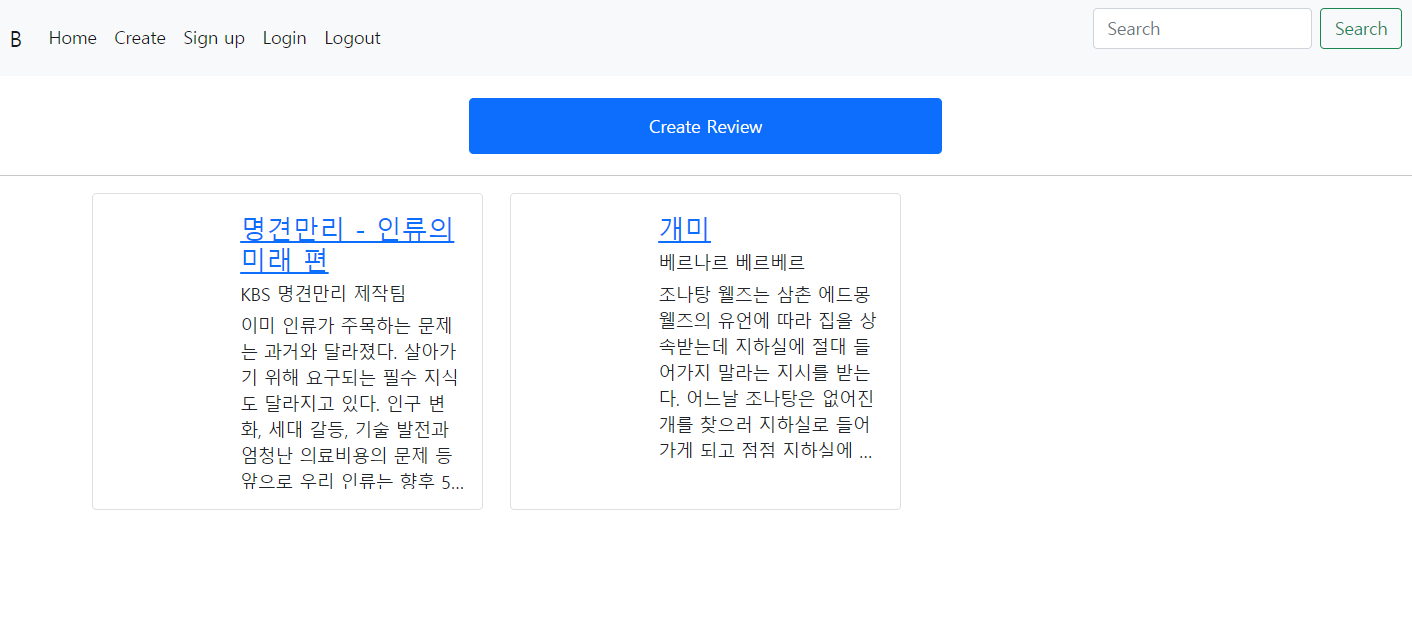 B Home Create Sign up Login Logout Search Search
Create Review
명견만리 - 인류의
미래 편
KBS 명견만리 제작팀
이미 인류가 주목하는 문제
는 과거와 달라졌다. 살아가
기 위해 요구되는 필수 지식
도 달라지고 있다. 인구 변
화, 세대 갈등, 기술 발전과
엄청난 의료비용의 문제 등
앞으로 우리 인류는 향후 5...
개미
베르나르 베르베르
조나탕 웰즈는 삼촌 에드몽
웰즈의 유언에 따라 집을 상
속받는데 지하실에 절대 들
어가지 말라는 지시를 받는
다. 어느날 조나탕은 없어진
개를 찾으러 지하실로 들어
가게 되고 점점 지하실에 ...